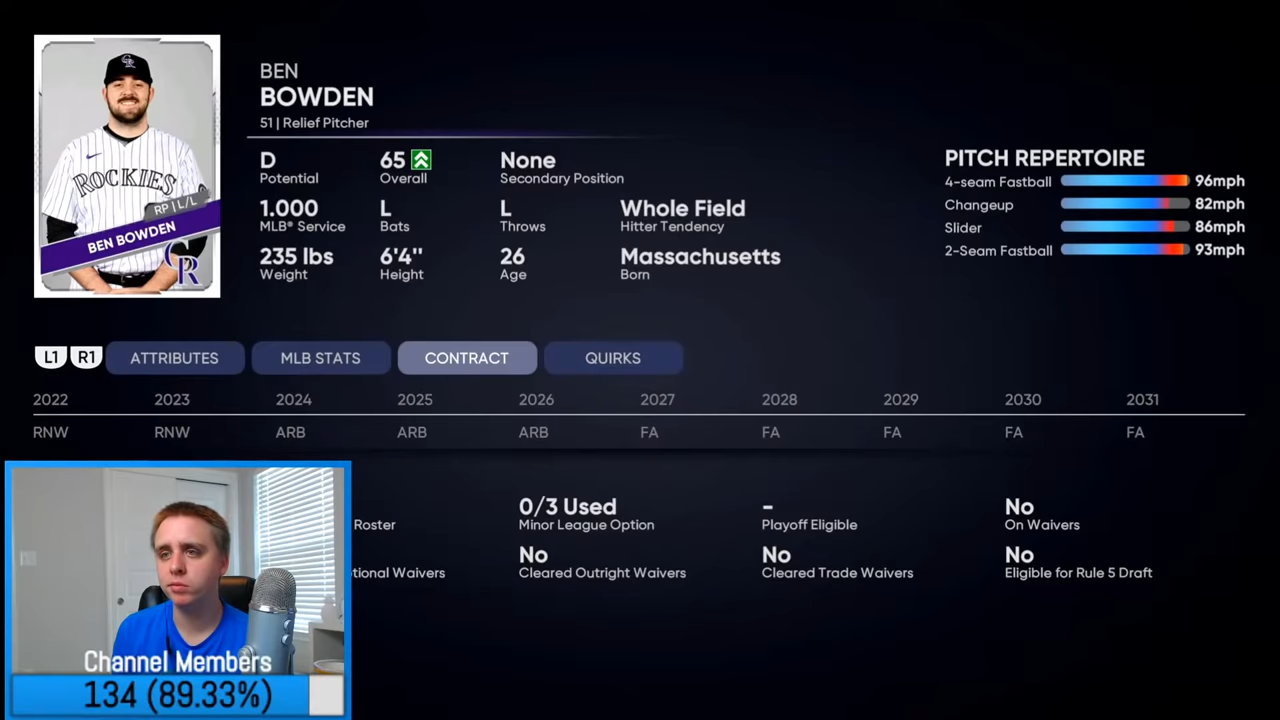 BEN
BOWDEN
51 | Relief Pitcher
D
Potential
65
Overall
None
Secondary Position
1.000
MLB® Service
L
Bats
L
Throws
Whole Field
Hitter Tendency
235 lbs
Weight
6'4"
Height
26
Age
Massachusetts
Born
ROCKIES
RP | L/L
BEN BOWDEN
CR
PITCH REPERTOIRE
4-seam Fastball 96mph
Changeup 82mph
Slider 86mph
2-Seam Fastball 93mph
L1 R1 ATTRIBUTES MLB STATS CONTRACT QUIRKS
2022 2023 2024 2025 2026 2027 2028 2029 2030 2031
RNW RNW ARB ARB ARB FA FA FA FA FA
Roster
0/3 Used
Minor League Option
-
Playoff Eligible
No
On Waivers
tional Waivers
No
Cleared Outright Waivers
No
Cleared Trade Waivers
No
Eligible for Rule 5 Draft
Channel Members
134 (89.33%)